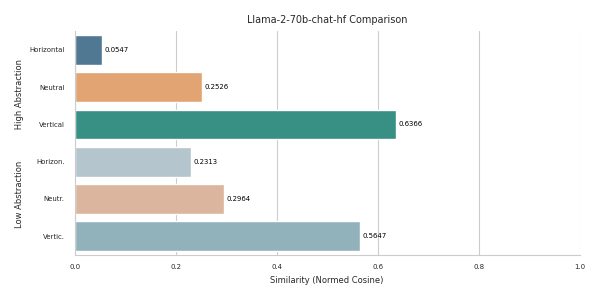 Llama-2-70b-chat-hf Comparison
High Abstraction
Horizontal
0.0547
Neutral
0.2526
Vertical
0.6366
Low Abstraction
Horizon.
0.2313
Neutr.
0.2964
Vertic.
0.5647
0.0 0.2 0.4 0.6 0.8 1.0
Similarity (Normed Cosine)